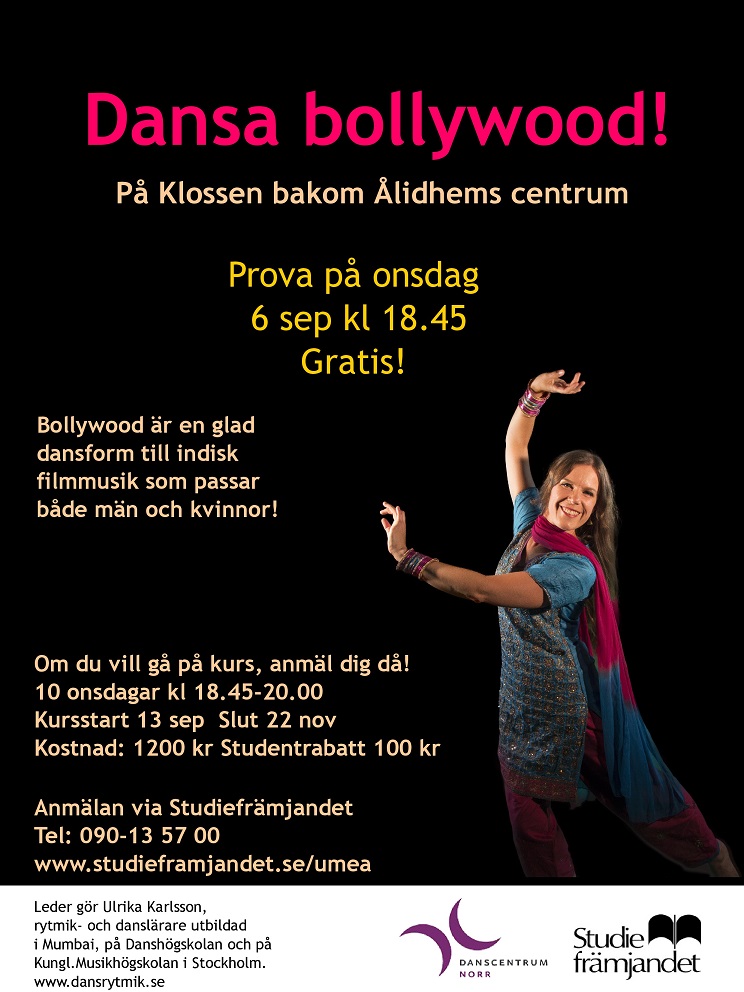 Dansa bollywood!
På Klossen bakom Ålidhems centrum
Prova på onsdag
6 sep kl 18.45
Gratis!
Bollywood är en glad
dansform till indisk
filmmusik som passar
både män och kvinnor!
Om du vill gå på kurs, anmäl dig då!
10 onsdagar kl 18.45-20.00
Kursstart 13 sep  Slut 22 nov
Kostnad: 1200 kr Studentrabatt 100 kr
Anmälan via Studiefrämjandet
Tel: 090-13 57 00
www.studieframjandet.se/umea
Leder gör Ulrika Karlsson,
rytmik- och danslärare utbildad
i Mumbai, på Danshögskolan och på
Kungl.Musikhögskolan i Stockholm.
www.dansrytmik.se
DANSCENTRUM
NORR
Studie
främjandet